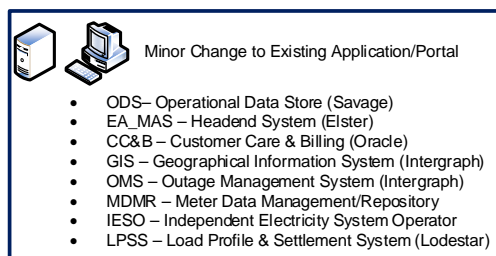 Minor Change to Existing Application/Portal
• ODS– Operational Data Store (Savage)
• EA_MAS – Headend System (Elster)
• CC&B – Customer Care & Billing (Oracle)
• GIS – Geographical Information System (Intergraph)
• OMS – Outage Management System (Intergraph)
• MDMR – Meter Data Management/Repository
• IESO – Independent Electricity System Operator
• LPSS – Load Profile & Settlement System (Lodestar)